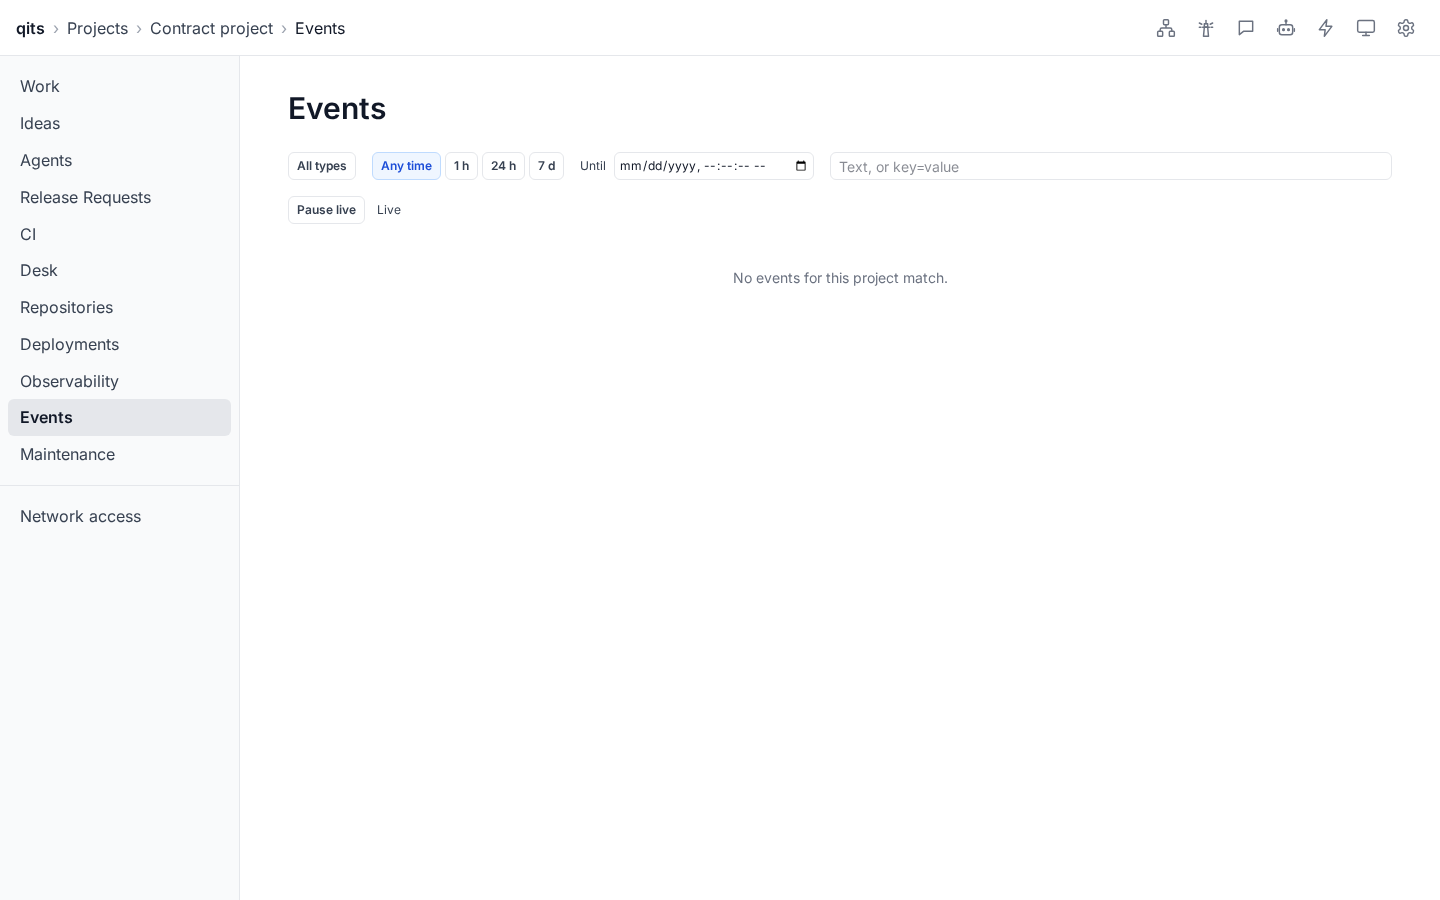 qits › Projects › Contract project › Events
Work
Ideas
Agents
Release Requests
CI
Desk
Repositories
Deployments
Observability
Events
Maintenance
Network access
Events
All types Any time 1 h 24 h 7 d Until mm/dd/yyyy, --:--:-- -- Text, or key=value
Pause live Live
No events for this project match.